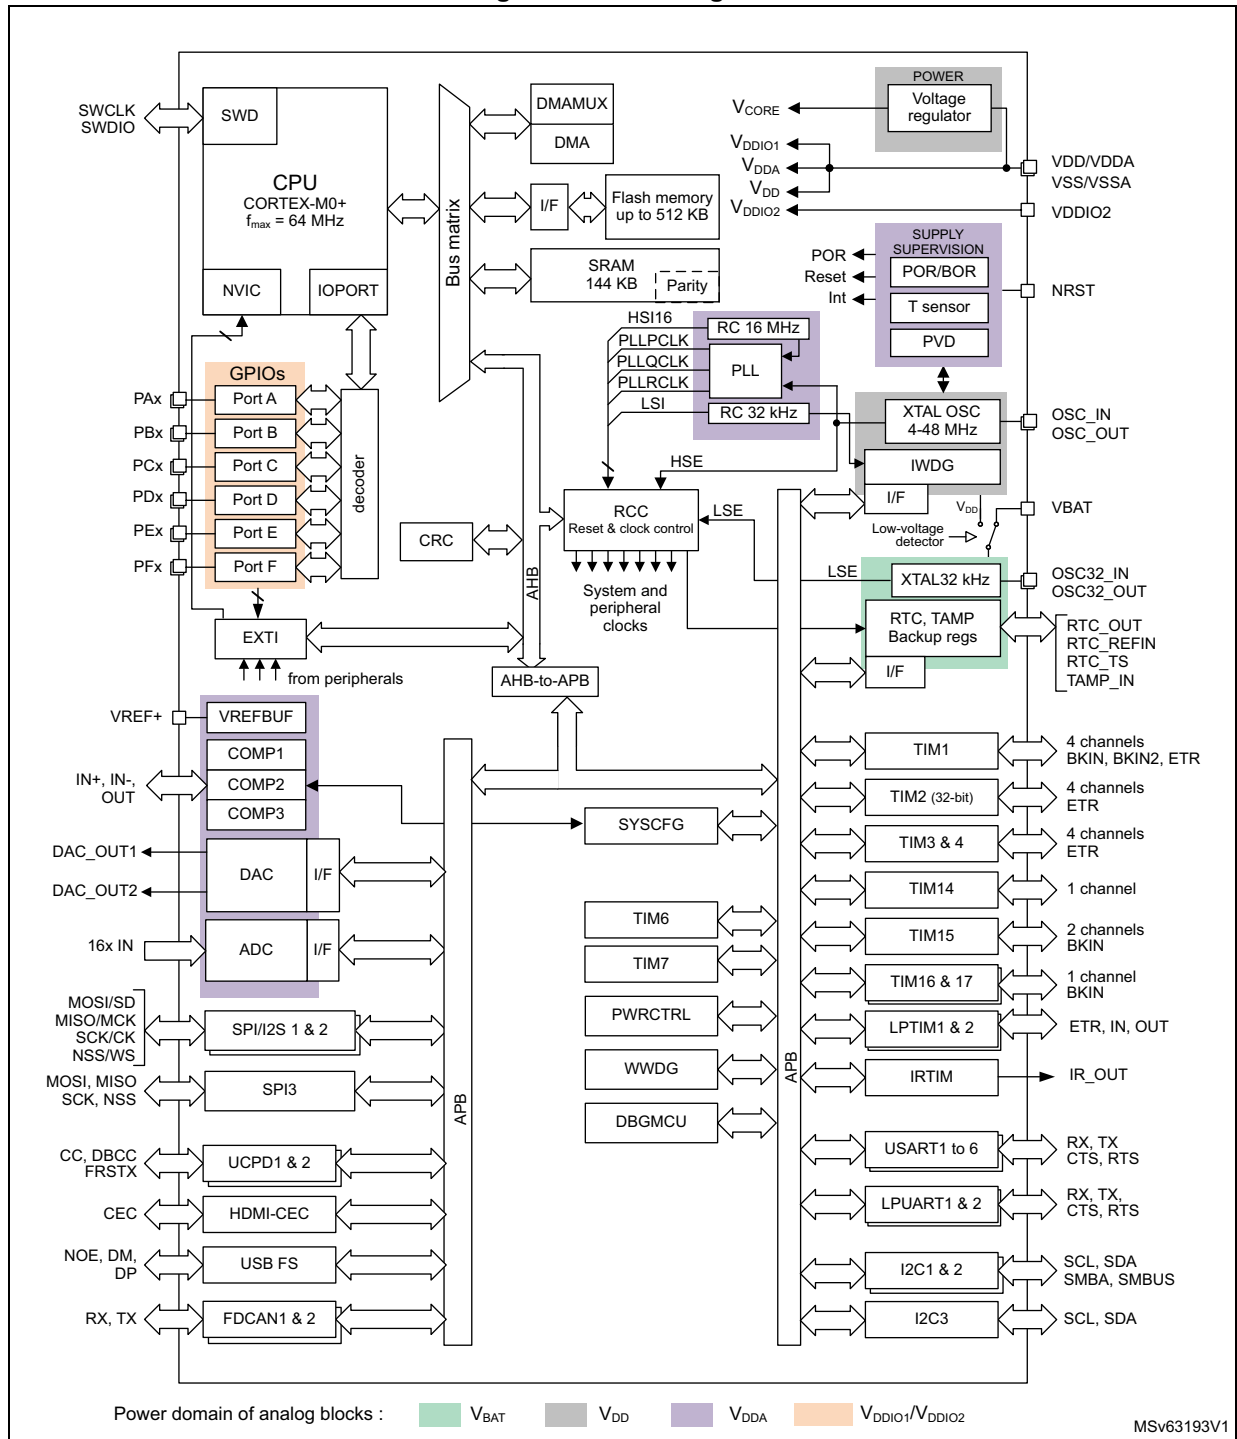 SWCLK
SWDIO
SWD
CPU
CORTEX-M0+
fmax = 64 MHz
NVIC
IOPORT
Bus matrix
DMAMUX
DMA
I/F
Flash memory
up to 512 KB
SRAM
144 KB
Parity
POWER
Voltage
regulator
VCORE
VDDIO1
VDDA
VDD
VDDIO2
VDD/VDDA
VSS/VSSA
VDDIO2
SUPPLY
SUPERVISION
POR/BOR
T sensor
PVD
POR
Reset
Int
NRST
HSI16
PLLPCLK
PLLQCLK
PLLRCLK
LSI
RC 16 MHz
PLL
RC 32 kHz
XTAL OSC
4-48 MHz
IWDG
I/F
OSC_IN
OSC_OUT
HSE
VDD
VBAT
Low-voltage
detector
GPIOs
PAx
Port A
PBx
Port B
PCx
Port C
PDx
Port D
PEx
Port E
PFx
Port F
decoder
CRC
AHB
RCC
Reset & clock control
LSE
LSE
System and
peripheral
clocks
XTAL32 kHz
OSC32_IN
OSC32_OUT
RTC, TAMP
Backup regs
I/F
RTC_OUT
RTC_REFIN
RTC_TS
TAMP_IN
EXTI
from peripherals
AHB-to-APB
VREF+
VREFBUF
COMP1
COMP2
COMP3
IN+, IN-,
OUT
DAC_OUT1
DAC_OUT2
DAC
I/F
16x IN
ADC
I/F
MOSI/SD
MISO/MCK
SCK/CK
NSS/WS
SPI/I2S 1 & 2
MOSI, MISO
SCK, NSS
SPI3
CC, DBCC
FRSTX
UCPD1 & 2
CEC
HDMI-CEC
NOE, DM,
DP
USB FS
RX, TX
FDCAN1 & 2
APB
SYSCFG
TIM6
TIM7
PWRCTRL
WWDG
DBGMCU
APB
TIM1
4 channels
BKIN, BKIN2, ETR
TIM2 (32-bit)
4 channels
ETR
TIM3 & 4
4 channels
ETR
TIM14
1 channel
TIM15
2 channels
BKIN
TIM16 & 17
1 channel
BKIN
LPTIM1 & 2
ETR, IN, OUT
IRTIM
IR_OUT
USART1 to 6
RX, TX
CTS, RTS
LPUART1 & 2
RX, TX,
CTS, RTS
I2C1 & 2
SCL, SDA
SMBA, SMBUS
I2C3
SCL, SDA
Power domain of analog blocks :
VBAT
VDD
VDDA
VDDIO1/VDDIO2
MSv63193V1